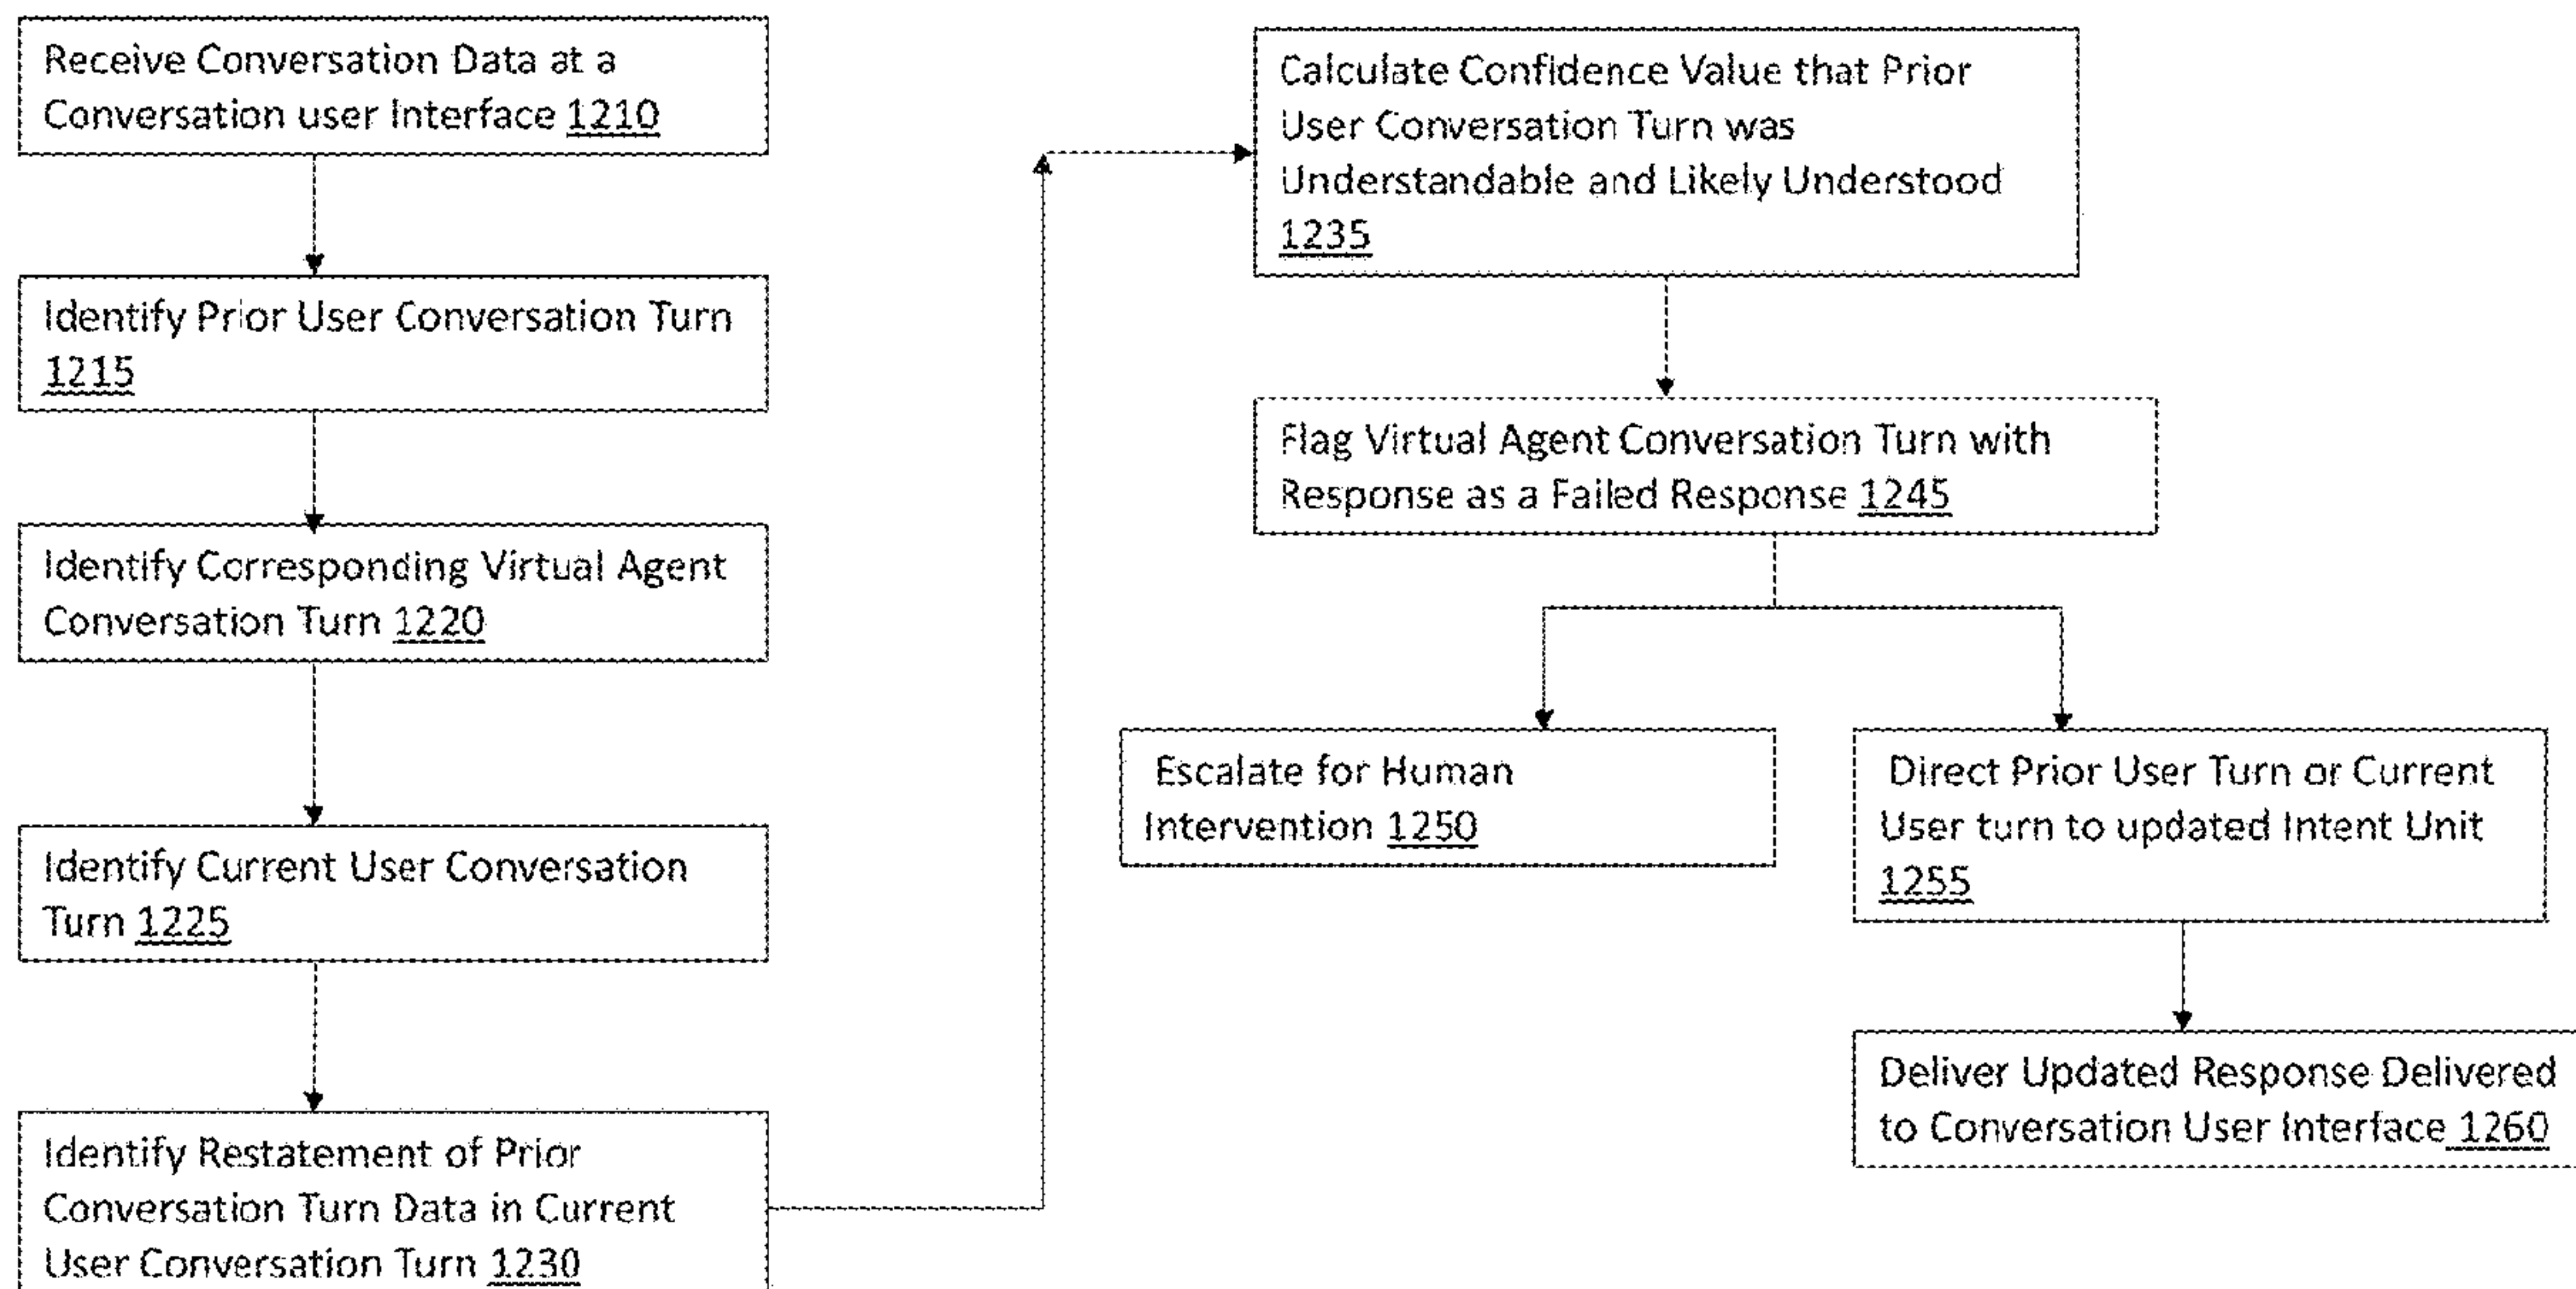 Receive Conversation Data at a
Conversation user Interface 1210
Identify Prior User Conversation Turn
1215
Identify Corresponding Virtual Agent
Conversation Turn 1220
Identify Current User Conversation
Turn 1225
Identify Restatement of Prior
Conversation Turn Data in Current
User Conversation Turn 1230
Calculate Confidence Value that Prior
User Conversation Turn was
Understandable and Likely Understood
1235
Flag Virtual Agent Conversation Turn with
Response as a Failed Response 1245
Escalate for Human
Intervention 1250
Direct Prior User Turn or Current
User turn to updated Intent Unit
1255
Deliver Updated Response Delivered
to Conversation User Interface 1260